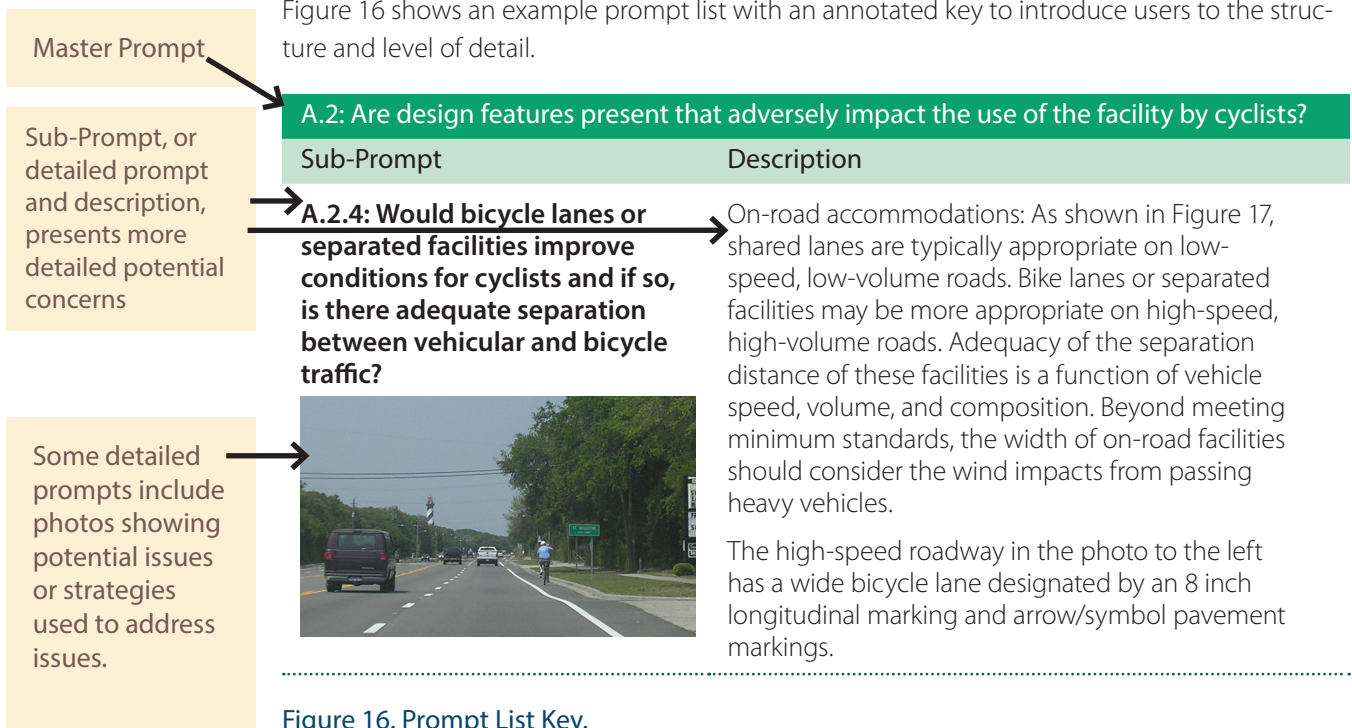 Figure 16 shows an example prompt list with an annotated key to introduce users to the struc-
ture and level of detail.
Master Prompt
A.2: Are design features present that adversely impact the use of the facility by cyclists?
Sub-Prompt, or
detailed prompt
and description,
presents more
detailed potential
concerns
Sub-Prompt
Description
A.2.4: Would bicycle lanes or
separated facilities improve
conditions for cyclists and if so,
is there adequate separation
between vehicular and bicycle
traffic?
On-road accommodations: As shown in Figure 17,
shared lanes are typically appropriate on low-
speed, low-volume roads. Bike lanes or separated
facilities may be more appropriate on high-speed,
high-volume roads. Adequacy of the separation
distance of these facilities is a function of vehicle
speed, volume, and composition. Beyond meeting
minimum standards, the width of on-road facilities
should consider the wind impacts from passing
heavy vehicles.
The high-speed roadway in the photo to the left
has a wide bicycle lane designated by an 8 inch
longitudinal marking and arrow/symbol pavement
markings.
Some detailed
prompts include
photos showing
potential issues
or strategies
used to address
issues.
Figure 16. Prompt List Key.